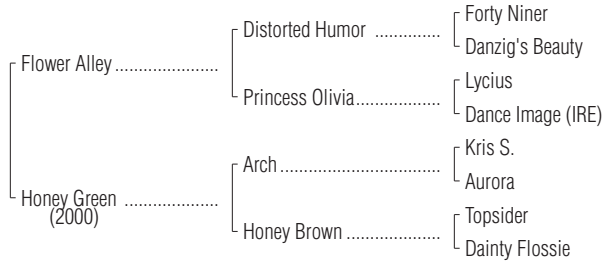 Forty Niner
Distorted Humor ..............
Danzig's Beauty
Flower Alley ......................
Lycius
Princess Olivia..................
Dance Image (IRE)
Kris S.
Arch ..................................
Aurora
Honey Green ....................
(2000)
Topsider
Honey Brown ....................
Dainty Flossie